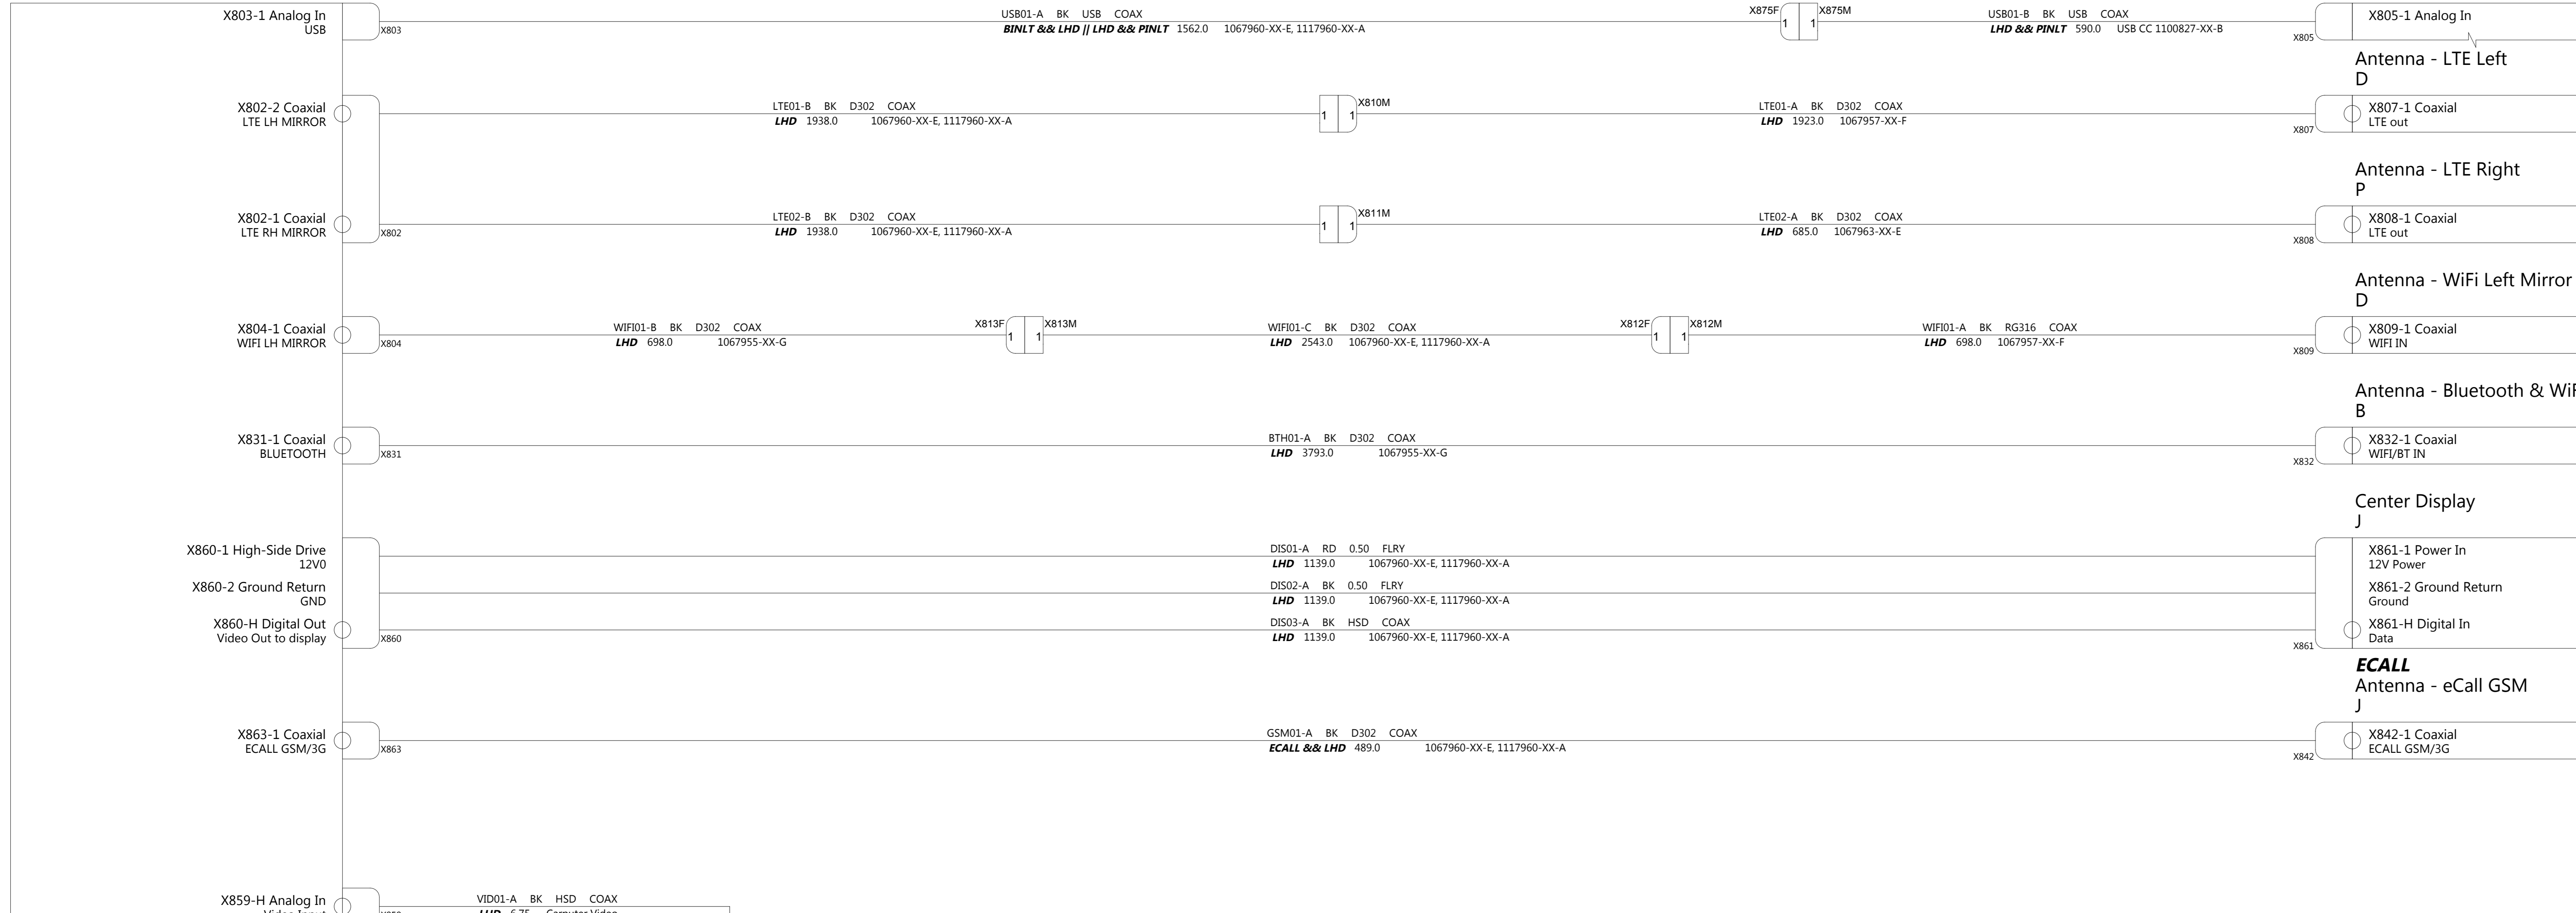 X803-1 Analog In
USB
X803
USB01-A BK USB COAX
BINLT && LHD || LHD && PINLT 1562.0 1067960-XX-E, 1117960-XX-A
X875F
1
1
X875M
USB01-B BK USB COAX
LHD && PINLT 590.0 USB CC 1100827-XX-B
X805
X805-1 Analog In
Antenna - LTE Left
D
X802-2 Coaxial
LTE LH MIRROR
LTE01-B BK D302 COAX
LHD 1938.0 1067960-XX-E, 1117960-XX-A
1
1
X810M
LTE01-A BK D302 COAX
LHD 1923.0 1067957-XX-F
X807
X807-1 Coaxial
LTE out
Antenna - LTE Right
P
X802-1 Coaxial
LTE RH MIRROR
X802
LTE02-B BK D302 COAX
LHD 1938.0 1067960-XX-E, 1117960-XX-A
1
1
X811M
LTE02-A BK D302 COAX
LHD 685.0 1067963-XX-E
X808
X808-1 Coaxial
LTE out
Antenna - WiFi Left Mirror
D
X804-1 Coaxial
WIFI LH MIRROR
X804
WIFI01-B BK D302 COAX
LHD 698.0 1067955-XX-G
X813F
1
1
X813M
WIFI01-C BK D302 COAX
LHD 2543.0 1067960-XX-E, 1117960-XX-A
X812F
1
1
X812M
WIFI01-A BK RG316 COAX
LHD 698.0 1067957-XX-F
X809
X809-1 Coaxial
WIFI IN
Antenna - Bluetooth &
B
X831-1 Coaxial
BLUETOOTH
X831
BTH01-A BK D302 COAX
LHD 3793.0 1067955-XX-G
X832
X832-1 Coaxial
WIFI/BT IN
Center Display
J
X860-1 High-Side Drive
12V0
DIS01-A RD 0.50 FLRY
LHD 1139.0 1067960-XX-E, 1117960-XX-A
X861-1 Power In
12V Power
X860-2 Ground Return
GND
DIS02-A BK 0.50 FLRY
LHD 1139.0 1067960-XX-E, 1117960-XX-A
X861-2 Ground Return
Ground
X860-H Digital Out
Video Out to display
X860
DIS03-A BK HSD COAX
LHD 1139.0 1067960-XX-E, 1117960-XX-A
X861
X861-H Digital In
Data
ECALL
Antenna - eCall GSM
J
X863-1 Coaxial
ECALL GSM/3G
X863
GSM01-A BK D302 COAX
ECALL && LHD 489.0 1067960-XX-E, 1117960-XX-A
X842
X842-1 Coaxial
ECALL GSM/3G
X859-H Analog In
Video Input
VID01-A BK HSD COAX
LHD 6.75 Carputer Video